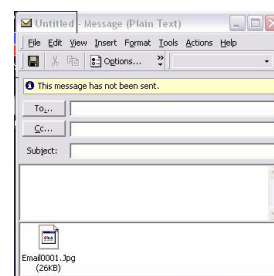 Untitled - Message (Plain Text)
File Edit View Insert Format Tools Actions Help
Options...
This message has not been sent.
To...
Cc...
Subject:
Email0001.Jpg
(26KB)